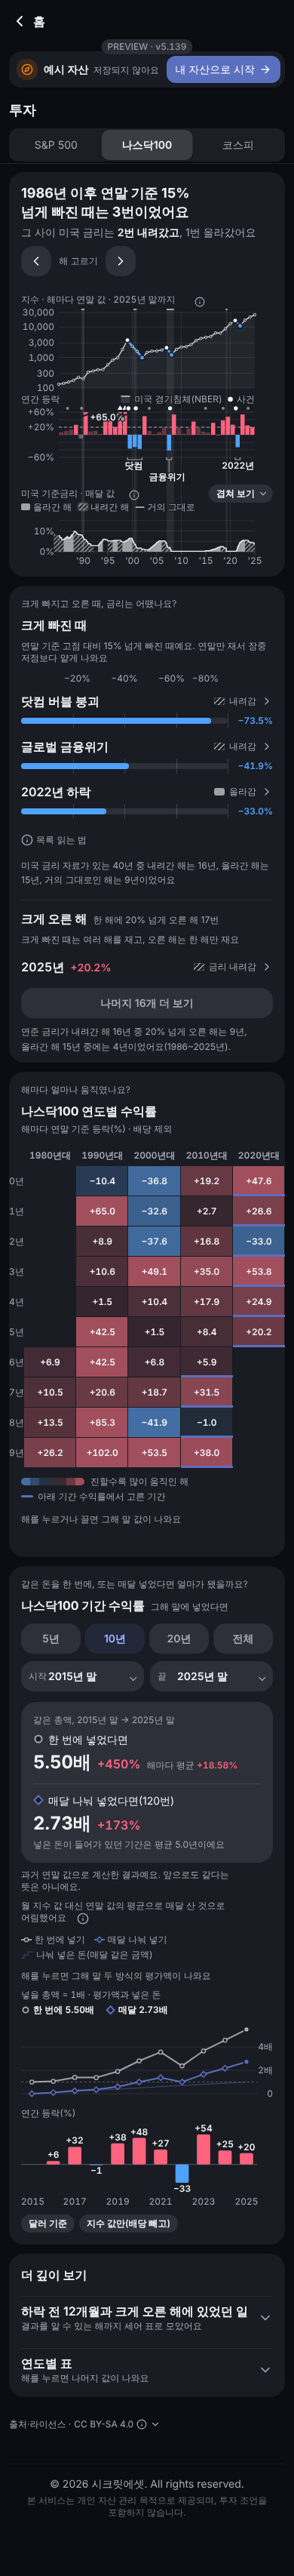 홈
PREVIEW · v5.139
예시 자산 저장되지 않아요
내 자산으로 시작 →
투자
S&P 500
나스닥100
코스피
1986년 이후 연말 기준 15%
넘게 빠진 때는 3번이었어요
그 사이 미국 금리는 2번 내려갔고, 1번 올라갔어요
해 고르기
지수 · 해마다 연말 값 · 2025년 말까지
30,000
10,000
3,000
1,000
300
100
연간 등락
미국 경기침체(NBER)
사건
+60%
+65.0%
+20%
−60%
닷컴
2022년
금융위기
미국 기준금리 · 매달 값
겹쳐 보기
올라간 해
내려간 해
거의 그대로
10%
0%
'90 '95 '00 '05 '10 '15 '20 '25
크게 빠지고 오른 때, 금리는 어땠나요?
크게 빠진 때
연말 기준 고점 대비 15% 넘게 빠진 때예요. 연말만 재서 장중
저점보다 얕게 나와요
−20% −40% −60% −80%
닷컴 버블 붕괴
내려감
−73.5%
글로벌 금융위기
내려감
−41.9%
2022년 하락
올라감
−33.0%
목록 읽는 법
미국 금리 자료가 있는 40년 중 내려간 해는 16년, 올라간 해는
15년, 거의 그대로인 해는 9년이었어요
크게 오른 해 한 해에 20% 넘게 오른 해 17번
크게 빠진 때는 여러 해를 재고, 오른 해는 한 해만 재요
2025년 +20.2%
금리 내려감
나머지 16개 더 보기
연준 금리가 내려간 해 16년 중 20% 넘게 오른 해는 9년,
올라간 해 15년 중에는 4년이었어요(1986~2025년).
해마다 얼마나 움직였나요?
나스닥100 연도별 수익률
해마다 연말 기준 등락(%) · 배당 제외
1980년대 1990년대 2000년대 2010년대 2020년대
0년 −10.4 −36.8 +19.2 +47.6
1년 +65.0 −32.6 +2.7 +26.6
2년 +8.9 −37.6 +16.8 −33.0
3년 +10.6 +49.1 +35.0 +53.8
4년 +1.5 +10.4 +17.9 +24.9
5년 +42.5 +1.5 +8.4 +20.2
6년 +6.9 +42.5 +6.8 +5.9
7년 +10.5 +20.6 +18.7 +31.5
8년 +13.5 +85.3 −41.9 −1.0
9년 +26.2 +102.0 +53.5 +38.0
진할수록 많이 움직인 해
아래 기간 수익률에서 고른 기간
해를 누르거나 끌면 그해 말 값이 나와요
같은 돈을 한 번에, 또는 매달 넣었다면 얼마가 됐을까요?
나스닥100 기간 수익률 그해 말에 넣었다면
5년
10년
20년
전체
시작 2015년 말
끝 2025년 말
같은 총액, 2015년 말 → 2025년 말
한 번에 넣었다면
5.50배 +450% 해마다 평균 +18.58%
매달 나눠 넣었다면(120번)
2.73배 +173%
넣은 돈이 들어가 있던 기간은 평균 5.0년이에요
과거 연말 값으로 계산한 결과예요. 앞으로도 같다는
뜻은 아니에요.
월 지수 값 대신 연말 값의 평균으로 매달 산 것으로
어림했어요
한 번에 넣기
매달 나눠 넣기
나눠 넣은 돈(매달 같은 금액)
해를 누르면 그해 말 두 방식의 평가액이 나와요
넣을 총액 = 1배 · 평가액과 넣은 돈
한 번에 5.50배
매달 2.73배
4배
2배
0
연간 등락(%)
+6 +32 −1 +38 +48 +27 −33 +54 +25 +20
2015 2017 2019 2021 2023 2025
달러 기준
지수 값만(배당 빼고)
더 깊이 보기
하락 전 12개월과 크게 오른 해에 있었던 일
결과를 알 수 있는 해까지 세어 표로 모았어요
연도별 표
해를 누르면 나머지 값이 나와요
출처·라이선스 · CC BY-SA 4.0
© 2026 시크릿에셋. All rights reserved.
본 서비스는 개인 자산 관리 목적으로 제공되며, 투자 조언을
포함하지 않습니다.